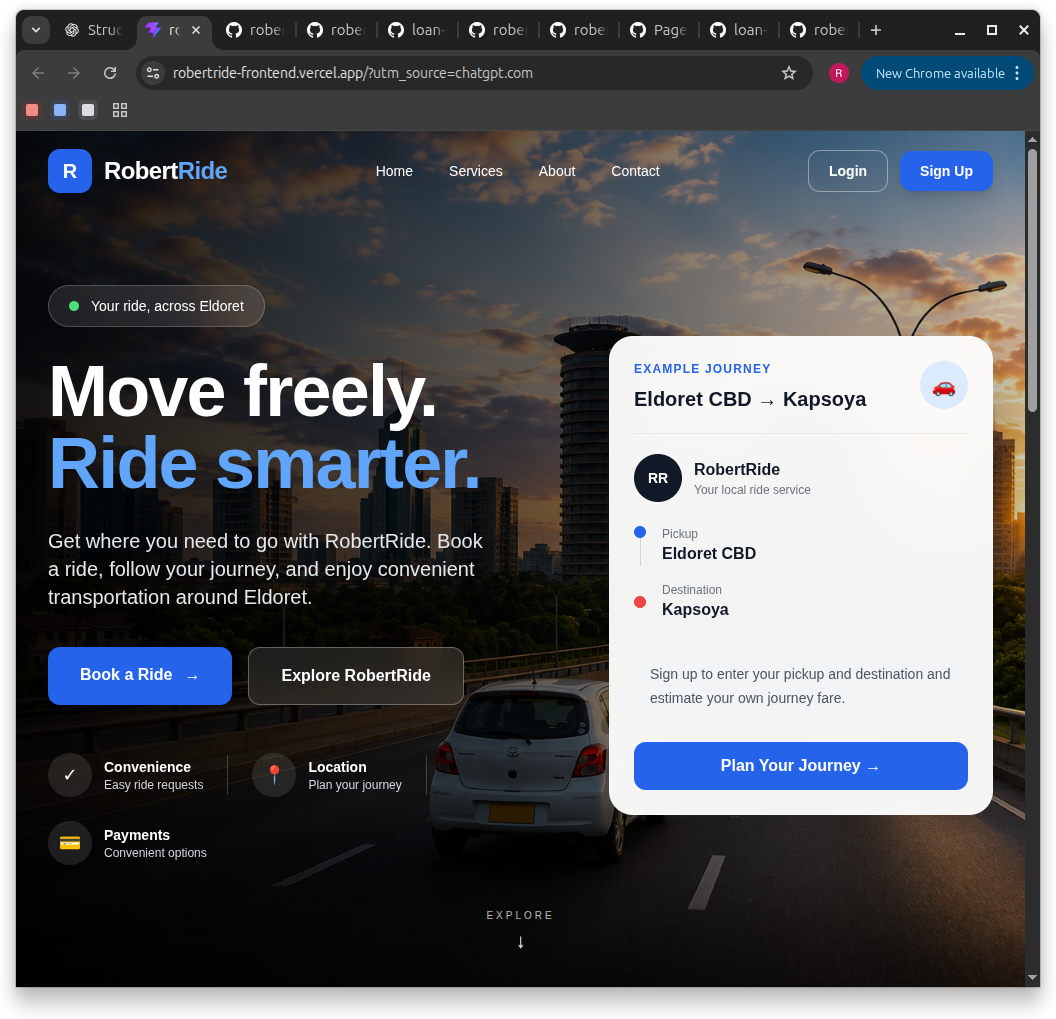 Struc
ro
rober
rober
loan-
rober
rober
Page
loan-
robe
robertride-frontend.vercel.app/?utm_source=chatgpt.com
R
New Chrome available
R
RobertRide
Home
Services
About
Contact
Login
Sign Up
Your ride, across Eldoret
Move freely.
Ride smarter.
Get where you need to go with RobertRide. Book
a ride, follow your journey, and enjoy convenient
transportation around Eldoret.
Book a Ride →
Explore RobertRide
✓
Convenience
Easy ride requests
Location
Plan your journey
Payments
Convenient options
EXAMPLE JOURNEY
Eldoret CBD → Kapsoya
RR
RobertRide
Your local ride service
Pickup
Eldoret CBD
Destination
Kapsoya
Sign up to enter your pickup and destination and
estimate your own journey fare.
Plan Your Journey →
EXPLORE
↓